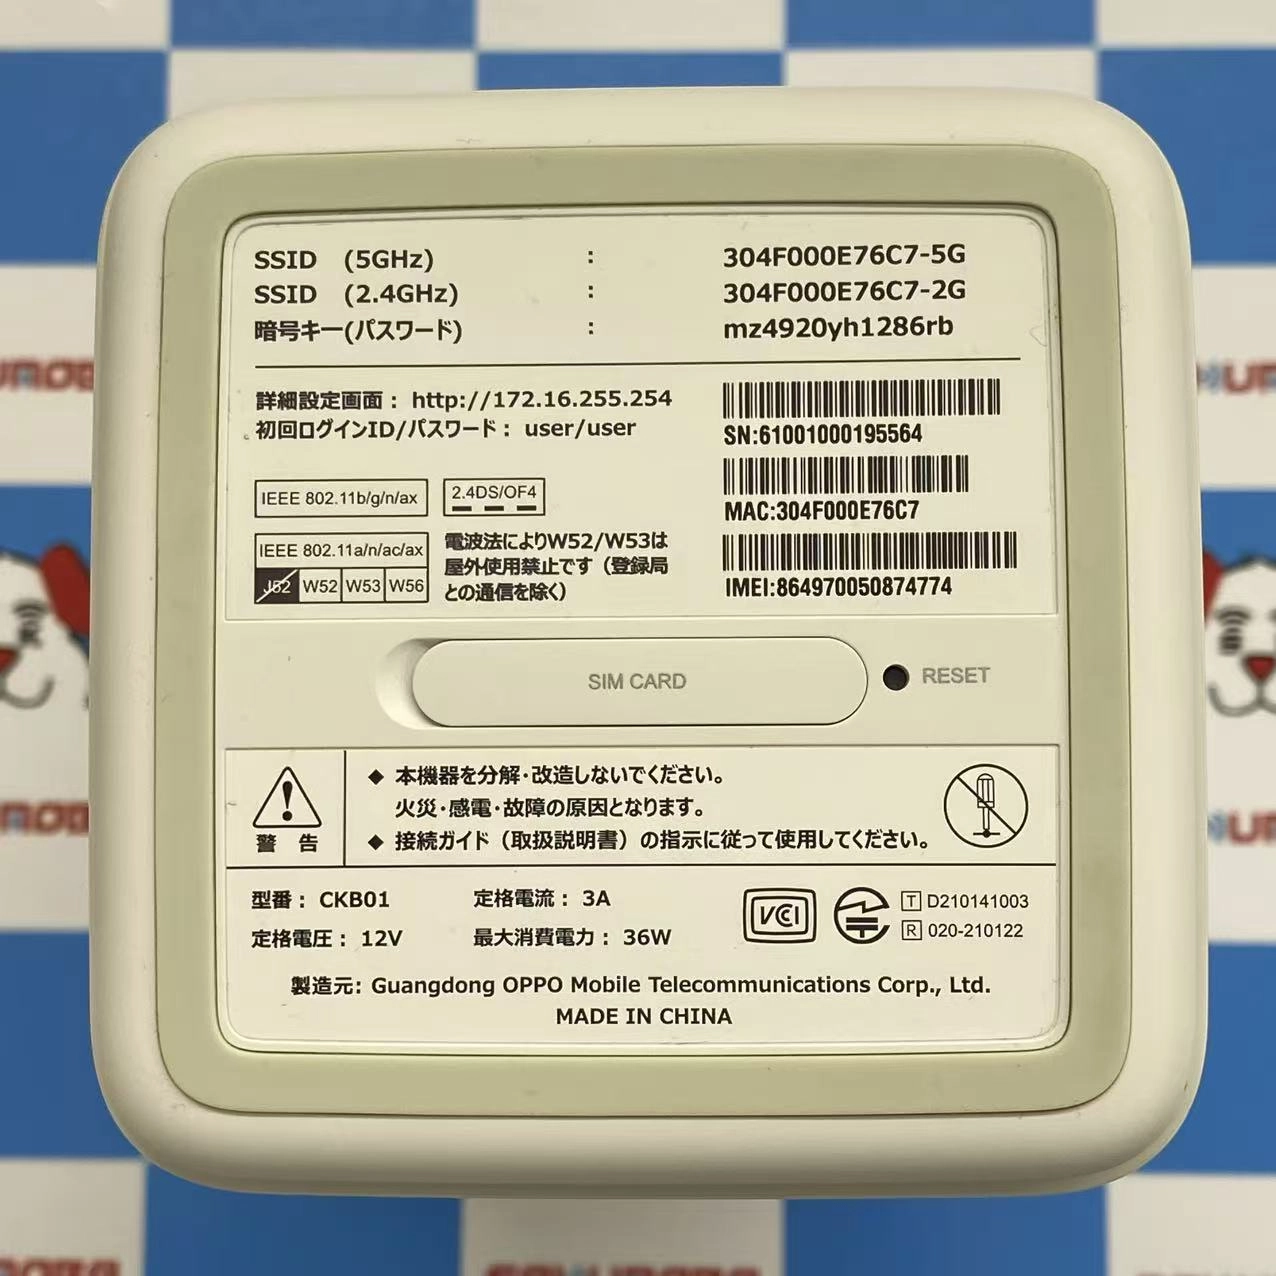 SSID (5GHz) : 304F000E76C7-5G
SSID (2.4GHz) : 304F000E76C7-2G
暗号キー(パスワード) : mz4920yh1286rb
詳細設定画面： http://172.16.255.254
初回ログインID/パスワード： user/user
SN:61001000195564
MAC:304F000E76C7
IMEI:864970050874774
IEEE 802.11b/g/n/ax
2.4DS/OF4
IEEE 802.11a/n/ac/ax
J52 W52 W53 W56
電波法によりW52/W53は
屋外使用禁止です（登録局
との通信を除く）
SIM CARD
RESET
警告
◆ 本機器を分解・改造しないでください。
火災・感電・故障の原因となります。
◆ 接続ガイド（取扱説明書）の指示に従って使用してください。
型番： CKB01
定格電流： 3A
定格電圧： 12V
最大消費電力： 36W
VCCI
T D210141003
R 020-210122
製造元: Guangdong OPPO Mobile Telecommunications Corp., Ltd.
MADE IN CHINA